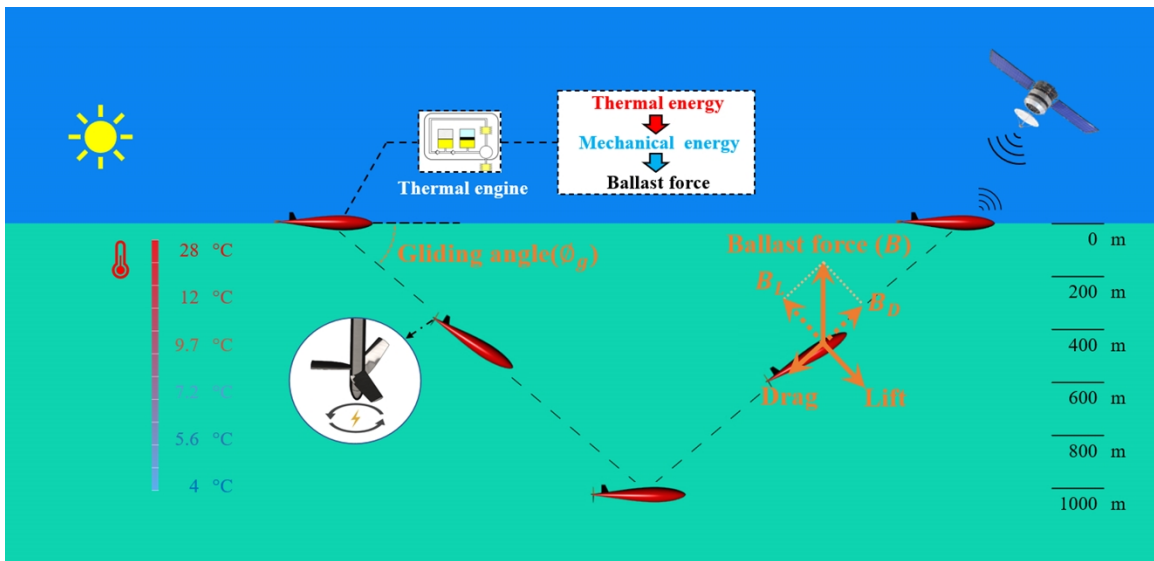 Thermal energy
Mechanical energy
Ballast force
Thermal engine
Gliding angle(∅g)
Ballast force (B)
BL
BD
Drag
Lift
28 °C
12 °C
9.7 °C
7.2 °C
5.6 °C
4 °C
0 m
200 m
400 m
600 m
800 m
1000 m